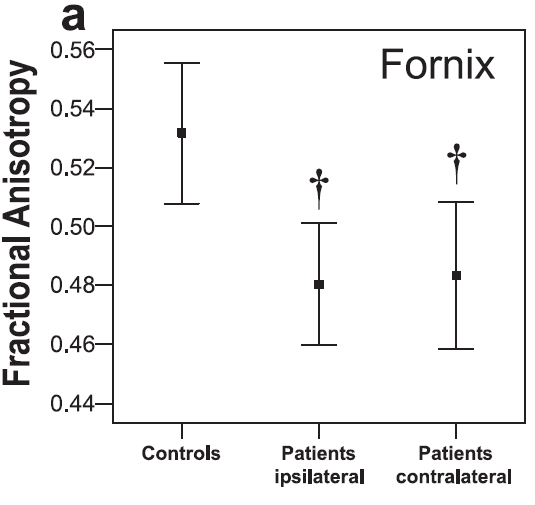 a
Fornix
Fractional Anisotropy
0.56
0.54
0.52
0.50
0.48
0.46
0.44
†
†
Controls
Patients
ipsilateral
Patients
contralateral